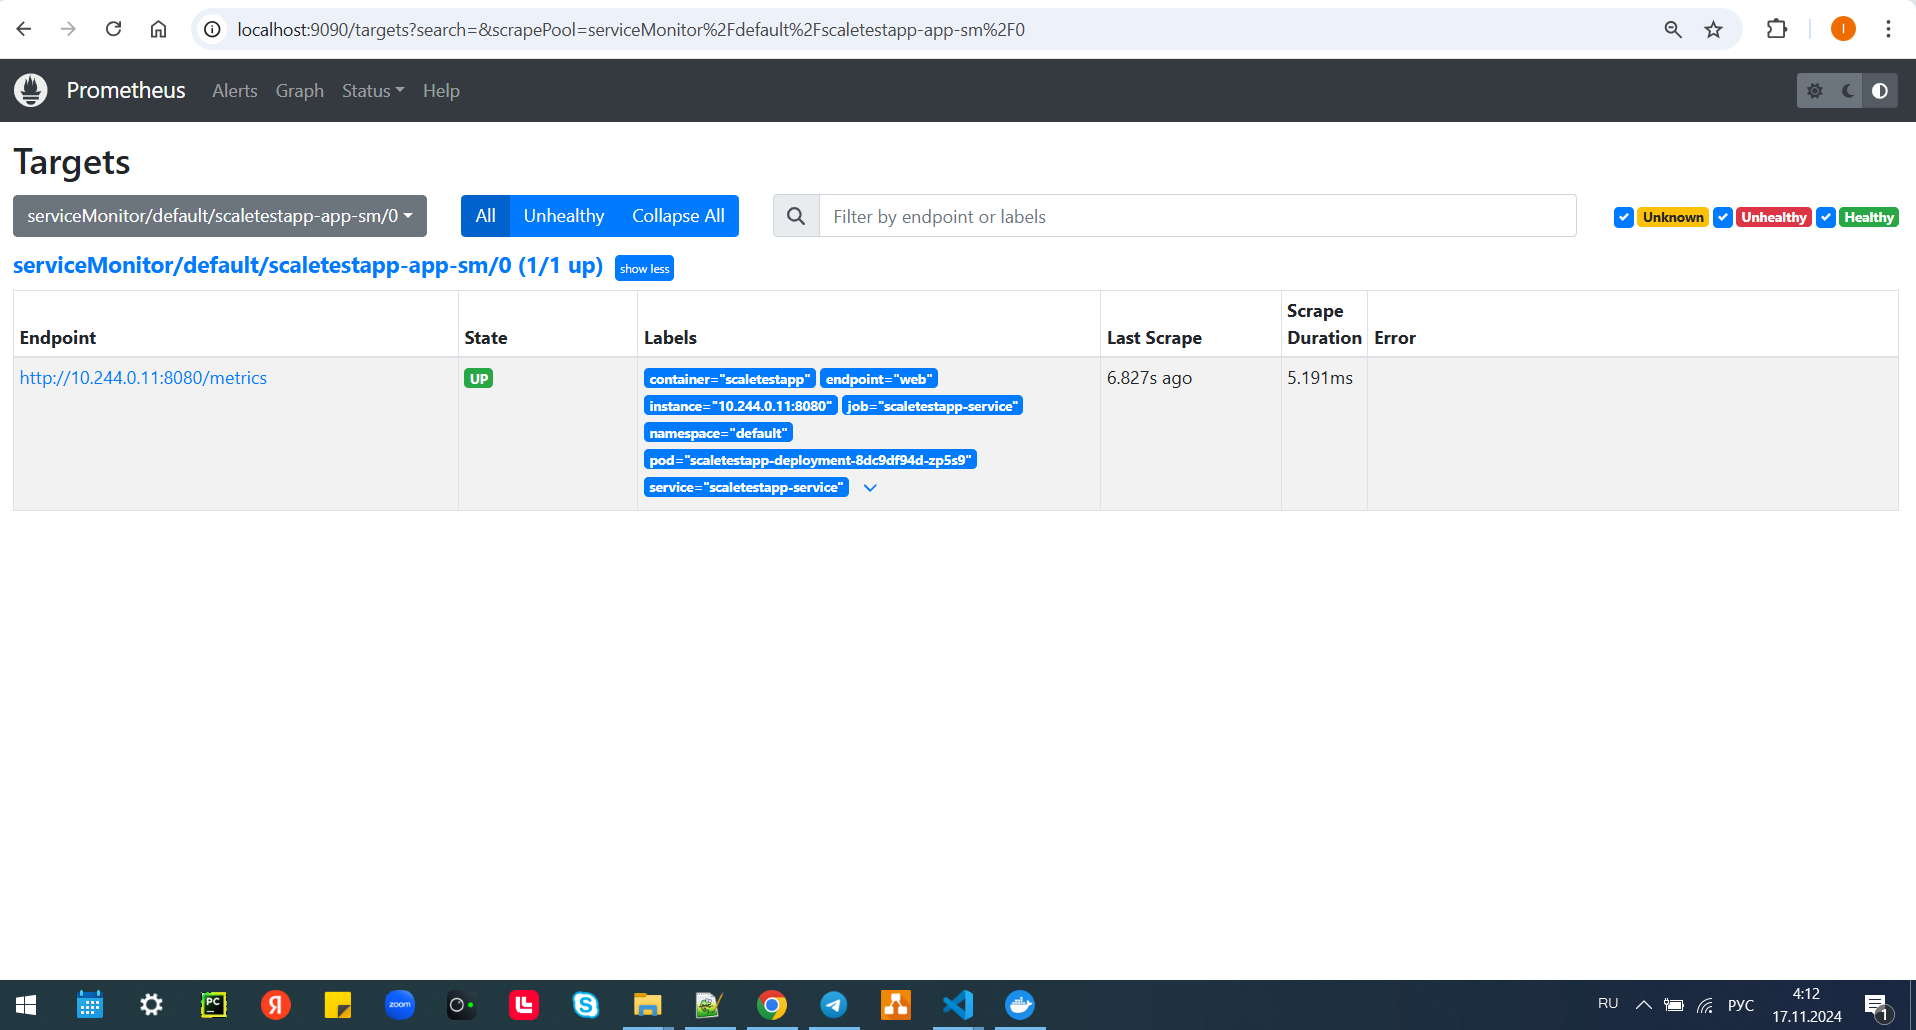 localhost:9090/targets?search=&scrapePool=serviceMonitor%2Fdefault%2Fscaletestapp-app-sm%2F0
I
Prometheus Alerts Graph Status Help
Targets
serviceMonitor/default/scaletestapp-app-sm/0 All Unhealthy Collapse All Filter by endpoint or labels Unknown Unhealthy Healthy
serviceMonitor/default/scaletestapp-app-sm/0 (1/1 up) show less
Endpoint State Labels Last Scrape Scrape Duration Error
http://10.244.0.11:8080/metrics UP container="scaletestapp" endpoint="web" 6.827s ago 5.191ms
instance="10.244.0.11:8080" job="scaletestapp-service"
namespace="default"
pod="scaletestapp-deployment-8dc9df94d-zp5s9"
service="scaletestapp-service"
PC Я zoom L S RU РУС 4:12
17.11.2024
1